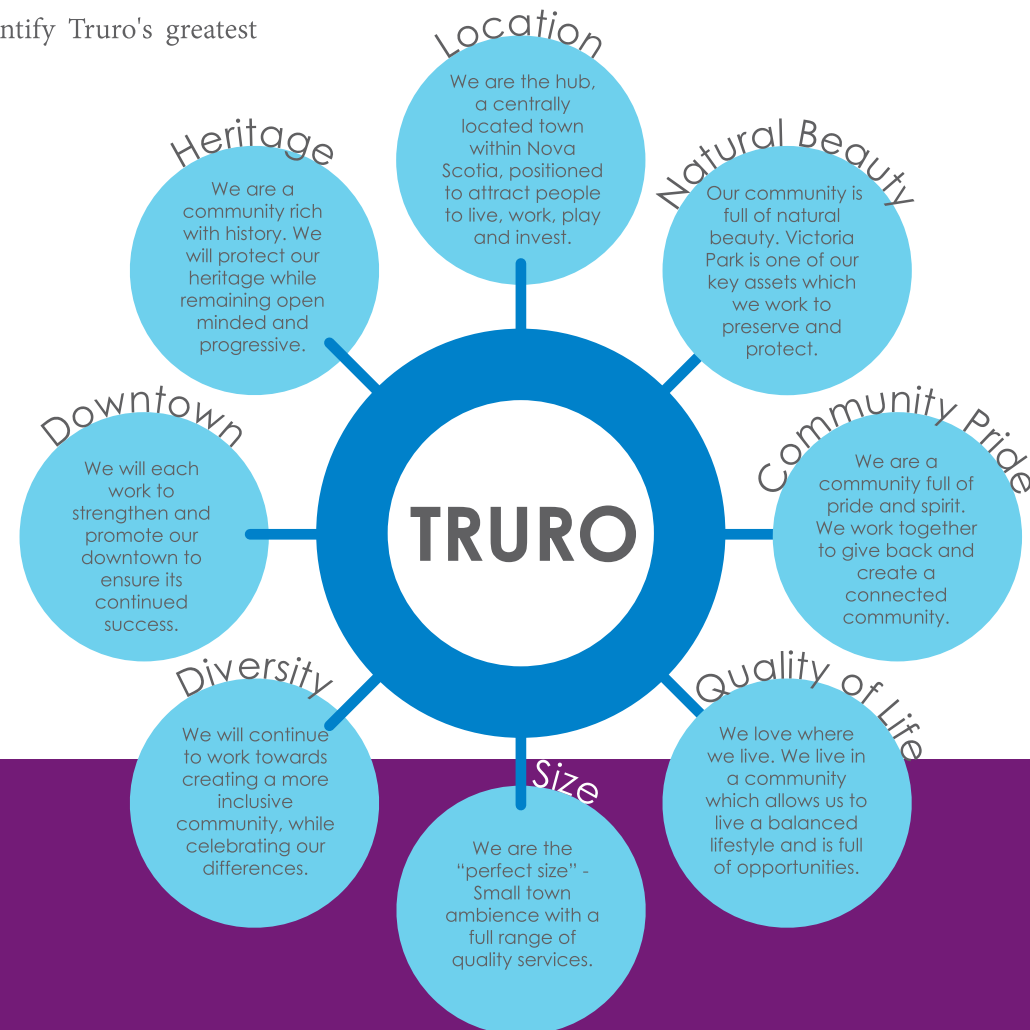 ntify Truro's greatest
Location
We are the hub,
a centrally
located town
within Nova
Scotia, positioned
to attract people
to live, work, play
and invest.
Natural Beauty
Our community is
full of natural
beauty. Victoria
Park is one of our
key assets which
we work to
preserve and
protect.
Community Pride
We are a
community full of
pride and spirit.
We work together
to give back and
create a
connected
community.
Quality of Life
We love where
we live. We live in
a community
which allows us to
live a balanced
lifestyle and is full
of opportunities.
Size
We are the
“perfect size” -
Small town
ambience with a
full range of
quality services.
Diversity
We will continue
to work towards
creating a more
inclusive
community, while
celebrating our
differences.
Downtown
We will each
work to
strengthen and
promote our
downtown to
ensure its
continued
success.
Heritage
We are a
community rich
with history. We
will protect our
heritage while
remaining open
minded and
progressive.
TRURO